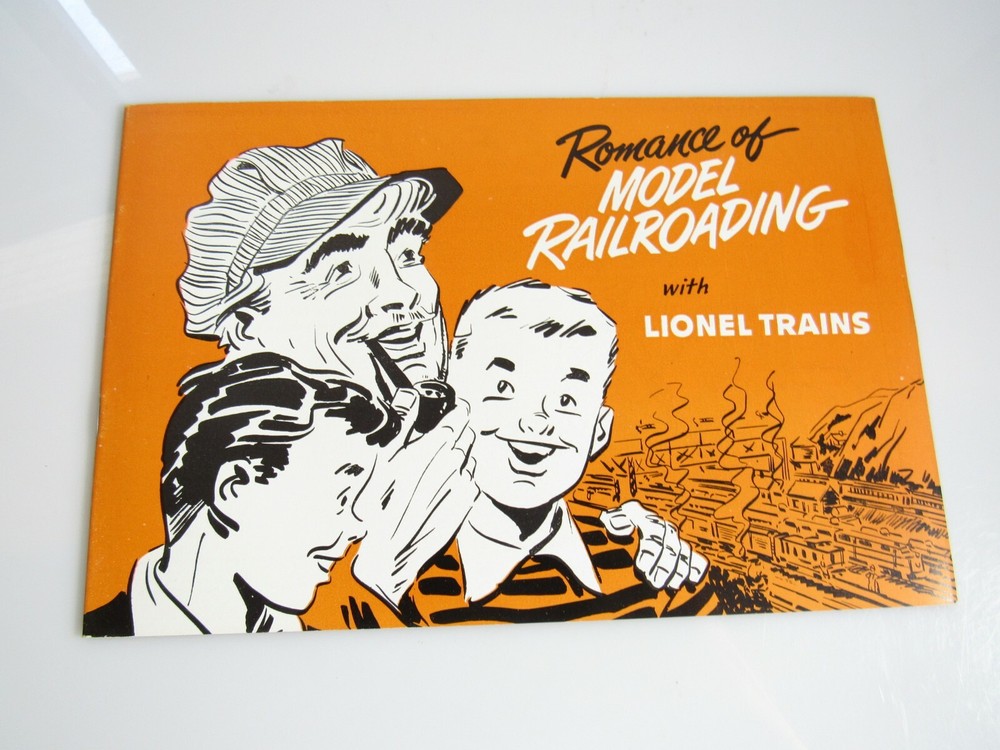 Romance of
MODEL
RAILROADING
with
LIONEL TRAINS